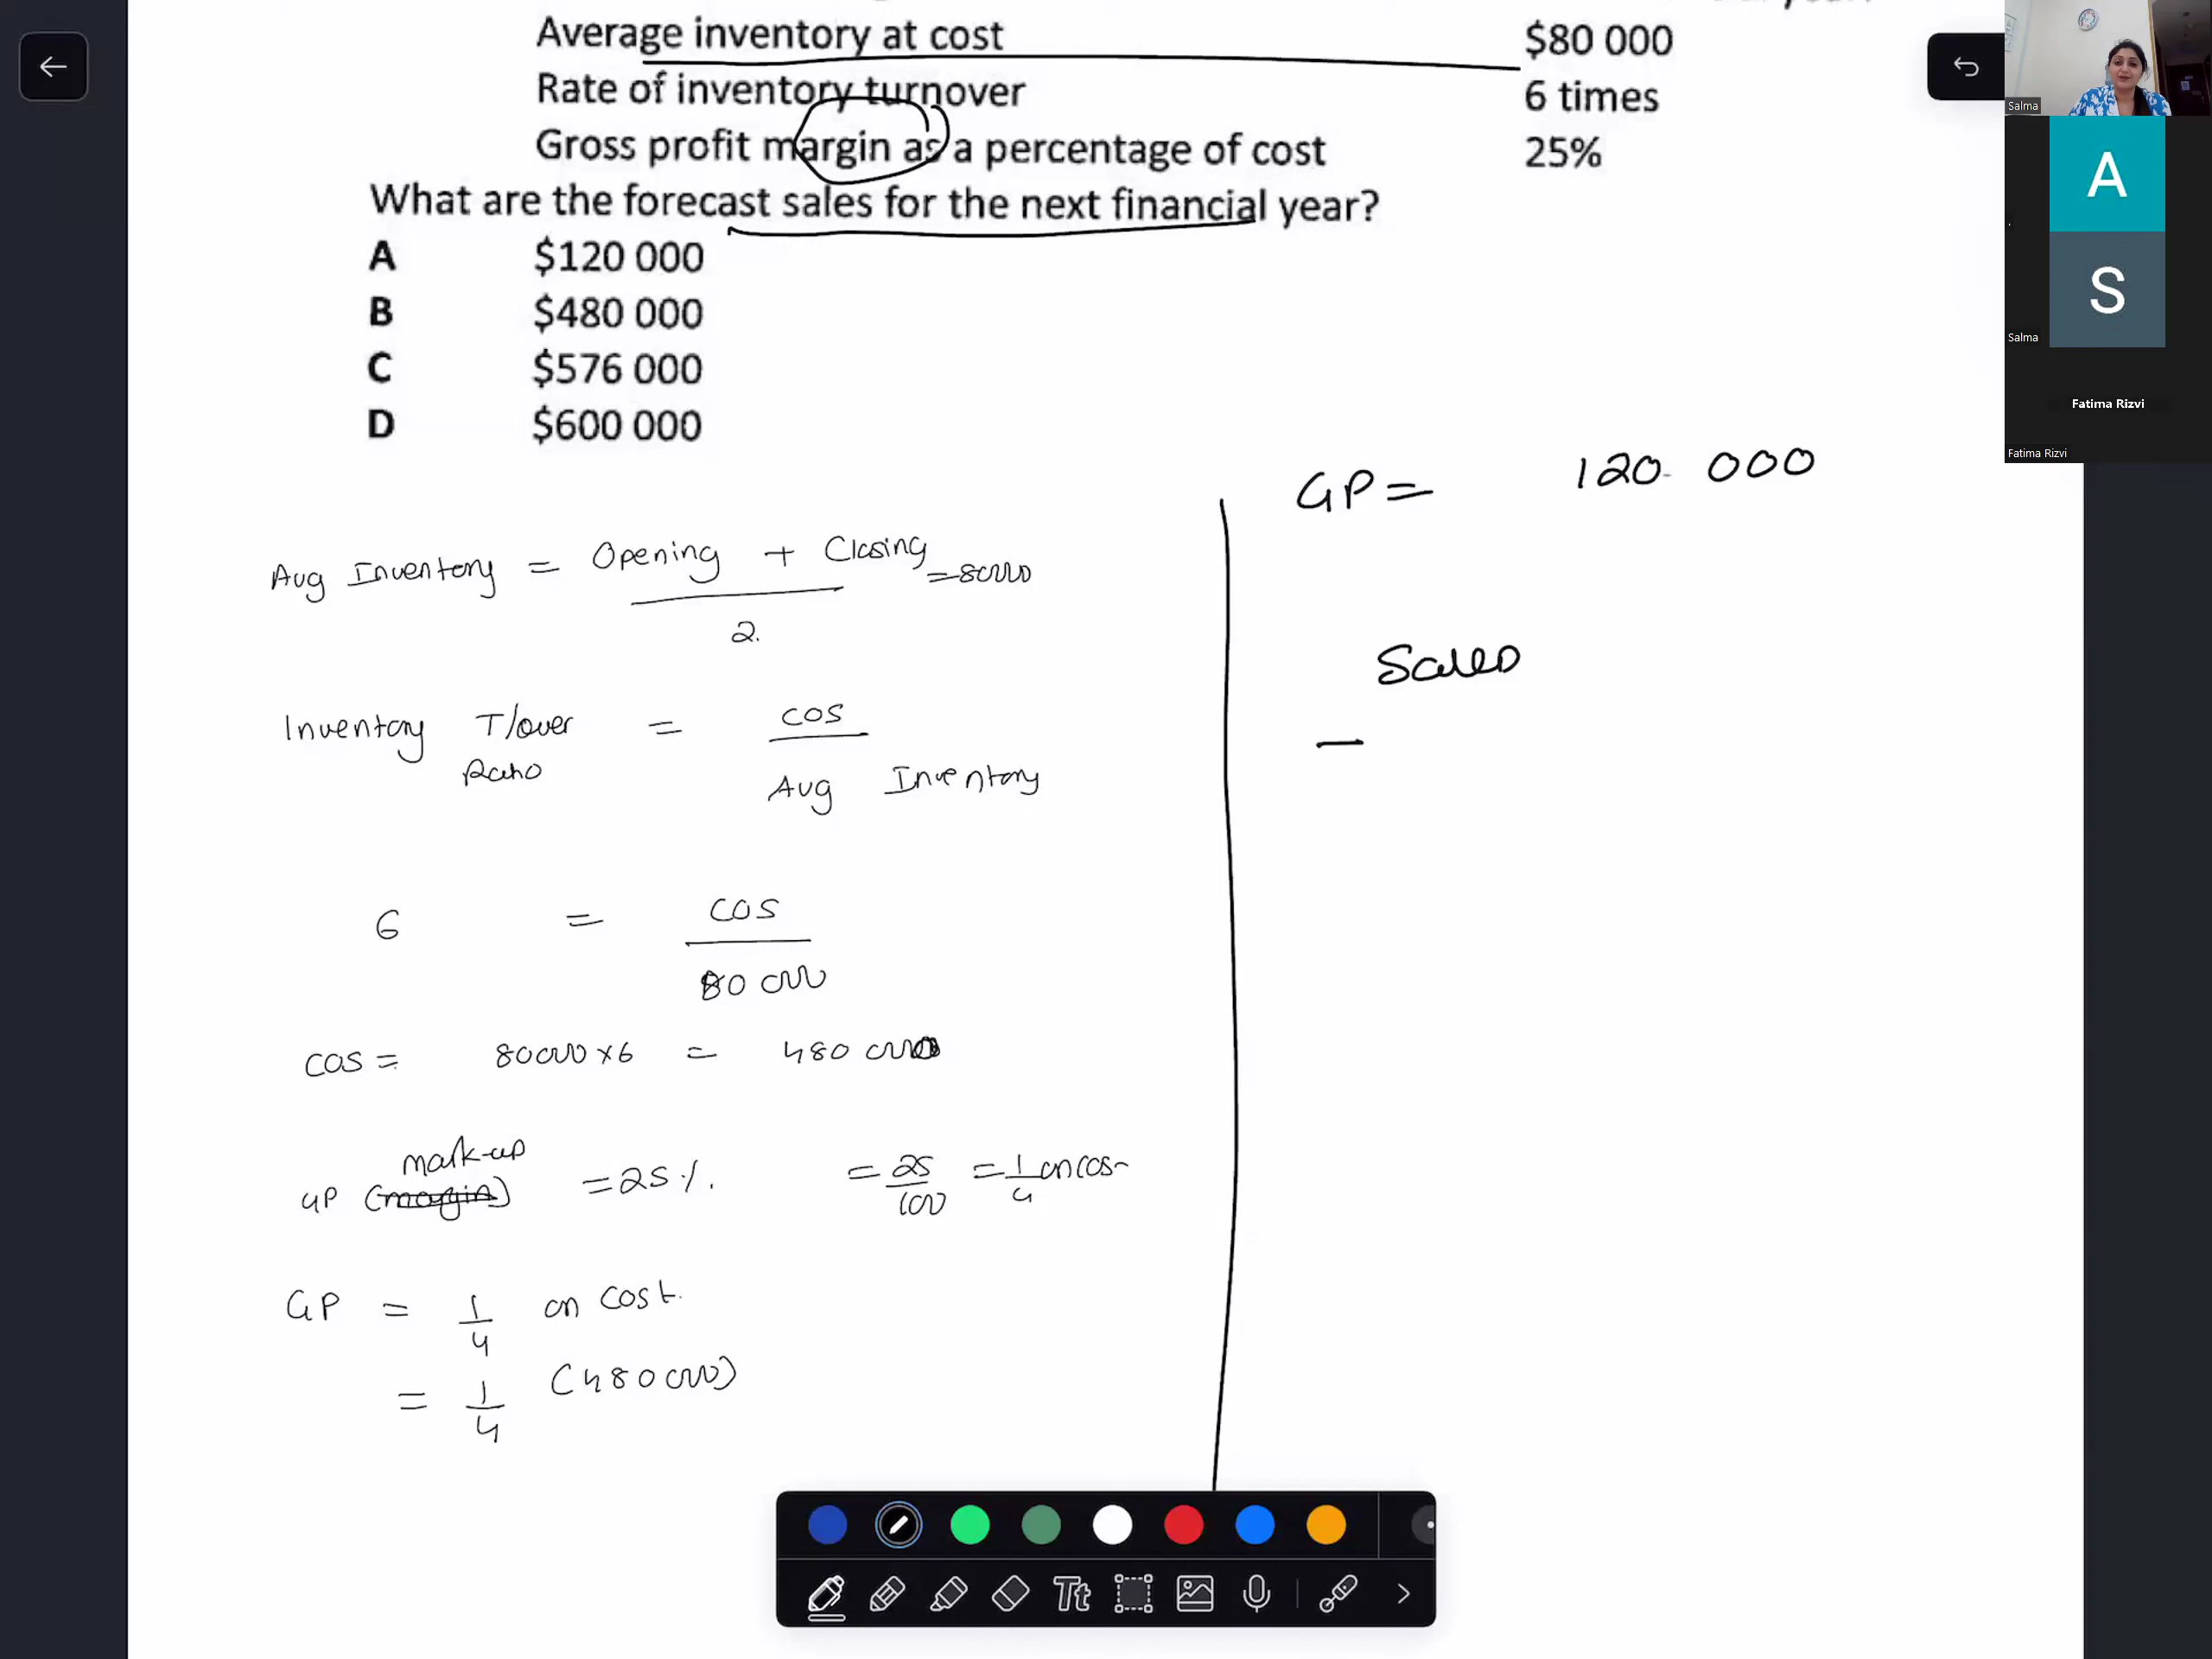 Average inventory at cost $80 000
Rate of inventory turnover 6 times
Gross profit margin as a percentage of cost 25%
What are the forecast sales for the next financial year?
A $120 000
B $480 000
C $576 000
D $600 000
GP = 120 000
Avg Inventory = Opening + Closing = 80000
2.
Sales
—
Inventory T/over = COS
Ratio Avg Inventory
6 = COS
80 000
COS = 80000 x 6 = 480 000
mark-up
GP (margin) = 25%. = 25 = 1 on cos
100 4
GP = 1 on cost.
4
= 1 (480 000)
4
Salma
A
S
Salma
Fatima Rizvi
Fatima Rizvi
Tt